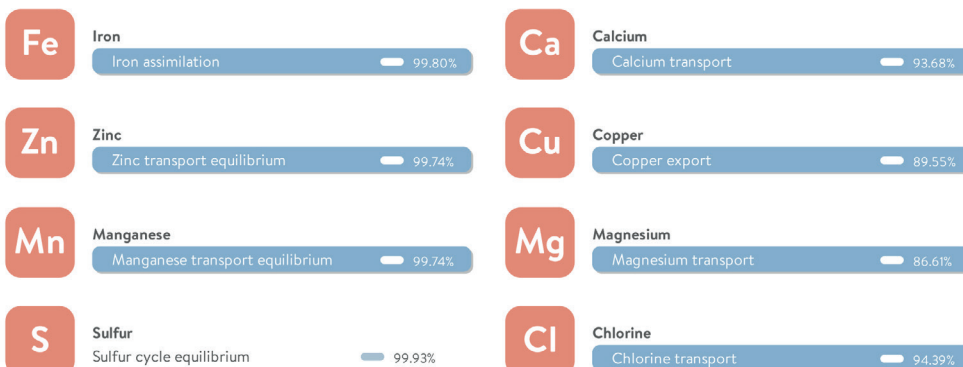 Fe
Iron
Iron assimilation 99.80%
Ca
Calcium
Calcium transport 93.68%
Zn
Zinc
Zinc transport equilibrium 99.74%
Cu
Copper
Copper export 89.55%
Mn
Manganese
Manganese transport equilibrium 99.74%
Mg
Magnesium
Magnesium transport 86.61%
S
Sulfur
Sulfur cycle equilibrium 99.93%
Cl
Chlorine
Chlorine transport 94.39%